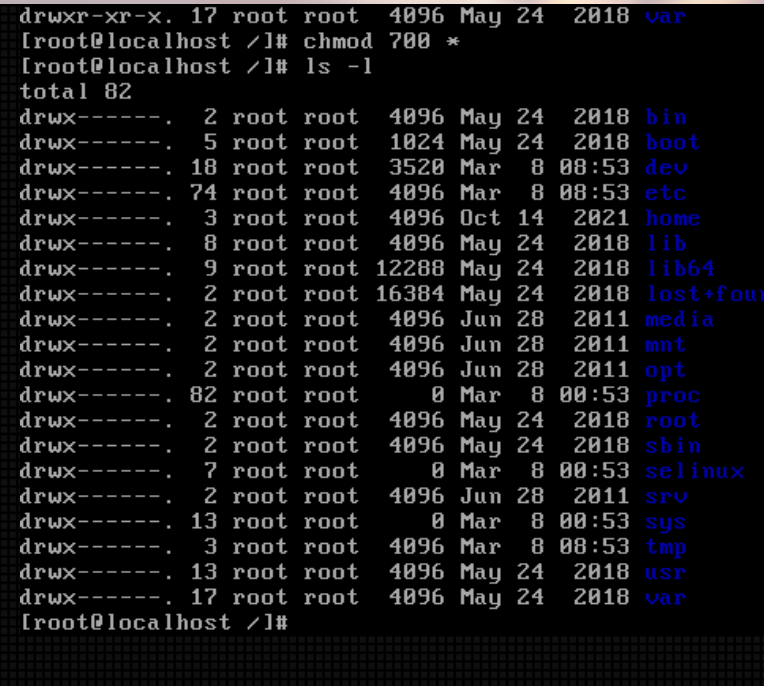 drwxr-xr-x. 17 root root  4096 May 24  2018 var
[root@localhost /]# chmod 700 *
[root@localhost /]# ls -l
total 82
drwx------.  2 root root  4096 May 24  2018 bin
drwx------.  5 root root  1024 May 24  2018 boot
drwx------. 18 root root  3520 Mar  8 08:53 dev
drwx------. 74 root root  4096 Mar  8 08:53 etc
drwx------.  3 root root  4096 Oct 14  2021 home
drwx------.  8 root root  4096 May 24  2018 lib
drwx------.  9 root root 12288 May 24  2018 lib64
drwx------.  2 root root 16384 May 24  2018 lost+foun
drwx------.  2 root root  4096 Jun 28  2011 media
drwx------.  2 root root  4096 Jun 28  2011 mnt
drwx------.  2 root root  4096 Jun 28  2011 opt
drwx------. 82 root root     0 Mar  8 00:53 proc
drwx------.  2 root root  4096 May 24  2018 root
drwx------.  2 root root  4096 May 24  2018 sbin
drwx------.  7 root root     0 Mar  8 00:53 selinux
drwx------.  2 root root  4096 Jun 28  2011 srv
drwx------. 13 root root     0 Mar  8 00:53 sys
drwx------.  3 root root  4096 Mar  8 08:53 tmp
drwx------. 13 root root  4096 May 24  2018 usr
drwx------. 17 root root  4096 May 24  2018 var
[root@localhost /]#